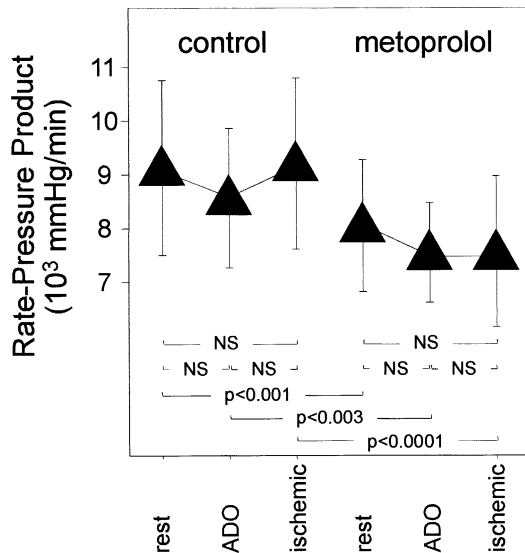 control metoprolol
Rate-Pressure Product
(10³ mmHg/min)
11
10
9
8
7
NS NS
NS NS NS NS
p<0.001
p<0.003
p<0.0001
rest
ADO
ischemic
rest
ADO
ischemic